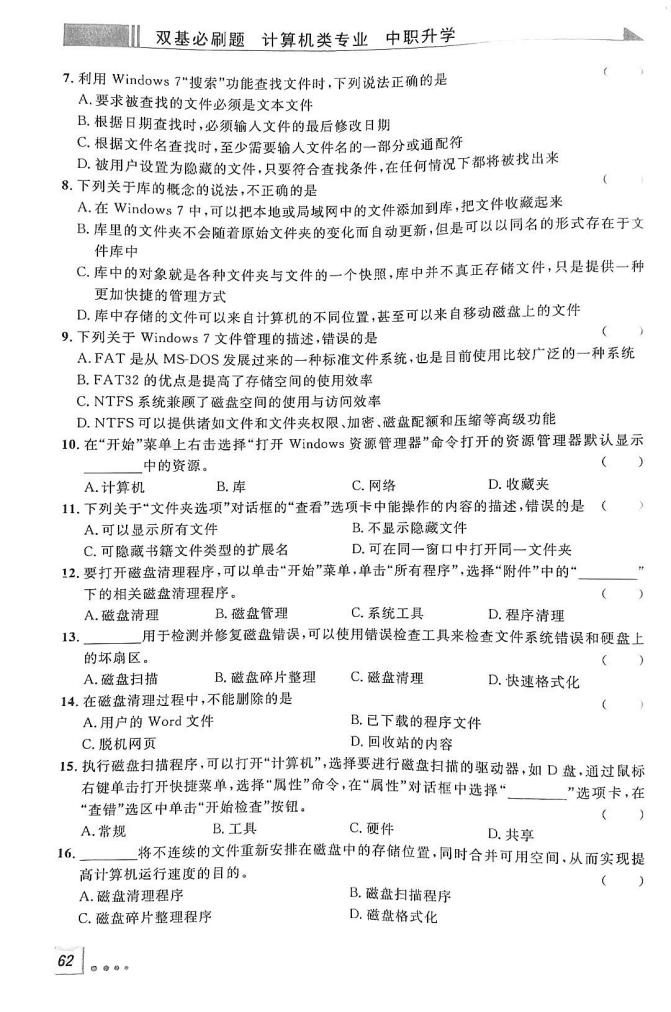 双基必刷题 计算机类专业 中职升学
7. 利用 Windows 7“搜索”功能查找文件时,下列说法正确的是 ( )
A. 要求被查找的文件必须是文本文件
B. 根据日期查找时,必须输入文件的最后修改日期
C. 根据文件名查找时,至少需要输入文件名的一部分或通配符
D. 被用户设置为隐藏的文件,只要符合查找条件,在任何情况下都将被找出来
8. 下列关于库的概念的说法,不正确的是 ( )
A. 在 Windows 7 中,可以把本地或局域网中的文件添加到库,把文件收藏起来
B. 库里的文件夹不会随着原始文件夹的变化而自动更新,但是可以以同名的形式存在于文
件库中
C. 库中的对象就是各种文件夹与文件的一个快照,库中并不真正存储文件,只是提供一种
更加快捷的管理方式
D. 库中存储的文件可以来自计算机的不同位置,甚至可以来自移动磁盘上的文件
9. 下列关于 Windows 7 文件管理的描述,错误的是 ( )
A. FAT 是从 MS-DOS 发展过来的一种标准文件系统,也是目前使用比较广泛的一种系统
B. FAT32 的优点是提高了存储空间的使用效率
C. NTFS 系统兼顾了磁盘空间的使用与访问效率
D. NTFS 可以提供诸如文件和文件夹权限、加密、磁盘配额和压缩等高级功能
10. 在“开始”菜单上右击选择“打开 Windows 资源管理器”命令打开的资源管理器默认显示
______中的资源。 ( )
A. 计算机 B. 库 C. 网络 D. 收藏夹
11. 下列关于“文件夹选项”对话框的“查看”选项卡中能操作的内容的描述,错误的是 ( )
A. 可以显示所有文件 B. 不显示隐藏文件
C. 可隐藏书籍文件类型的扩展名 D. 可在同一窗口中打开同一文件夹
12. 要打开磁盘清理程序,可以单击“开始”菜单,单击“所有程序”,选择“附件”中的“______”
下的相关磁盘清理程序。 ( )
A. 磁盘清理 B. 磁盘管理 C. 系统工具 D. 程序清理
13. ______用于检测并修复磁盘错误,可以使用错误检查工具来检查文件系统错误和硬盘上
的坏扇区。 ( )
A. 磁盘扫描 B. 磁盘碎片整理 C. 磁盘清理 D. 快速格式化
14. 在磁盘清理过程中,不能删除的是 ( )
A. 用户的 Word 文件 B. 已下载的程序文件
C. 脱机网页 D. 回收站的内容
15. 执行磁盘扫描程序,可以打开“计算机”,选择要进行磁盘扫描的驱动器,如 D 盘,通过鼠标
右键单击打开快捷菜单,选择“属性”命令,在“属性”对话框中选择“______”选项卡,在
“查错”选区中单击“开始检查”按钮。 ( )
A. 常规 B. 工具 C. 硬件 D. 共享
16. ______将不连续的文件重新安排在磁盘中的存储位置,同时合并可用空间,从而实现提
高计算机运行速度的目的。 ( )
A. 磁盘清理程序 B. 磁盘扫描程序
C. 磁盘碎片整理程序 D. 磁盘格式化
62